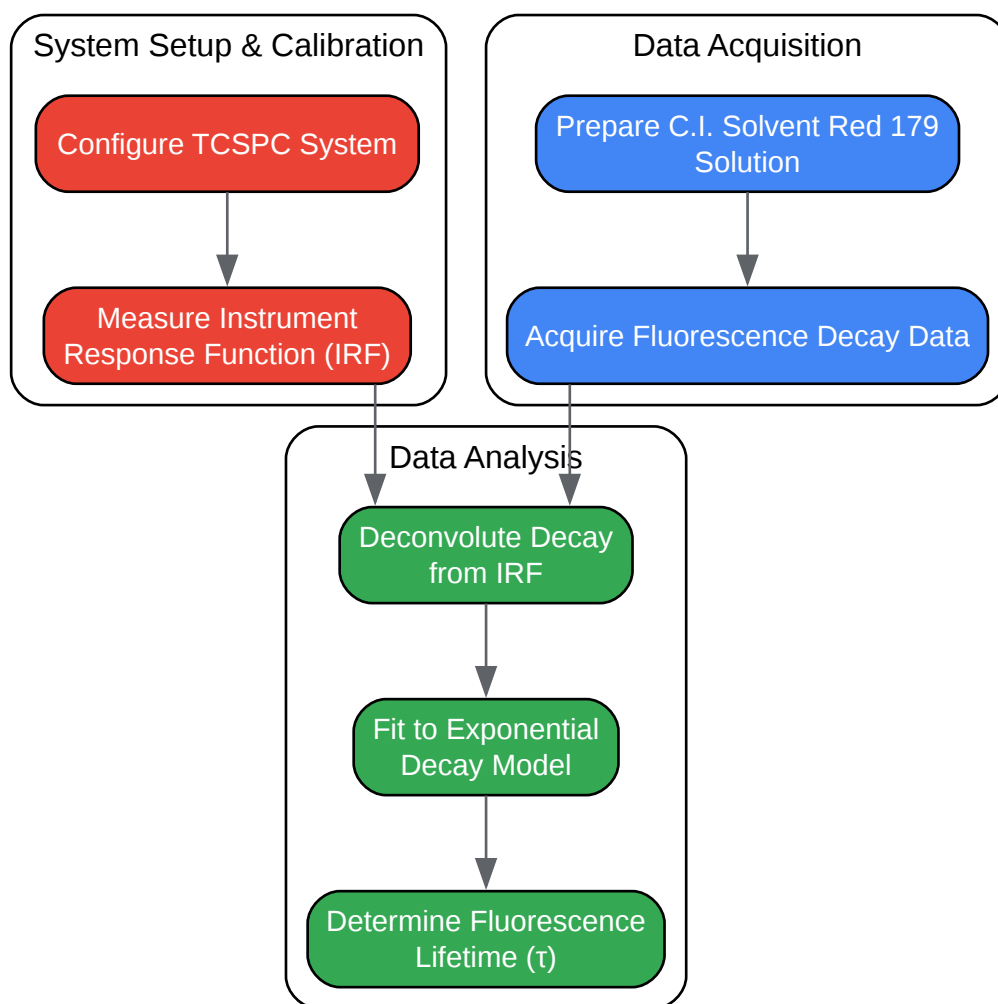 System Setup & Calibration
Configure TCSPC System
Measure Instrument
Response Function (IRF)
Data Acquisition
Prepare C.I. Solvent Red 179
Solution
Acquire Fluorescence Decay Data
Data Analysis
Deconvolute Decay
from IRF
Fit to Exponential
Decay Model
Determine Fluorescence
Lifetime (τ)